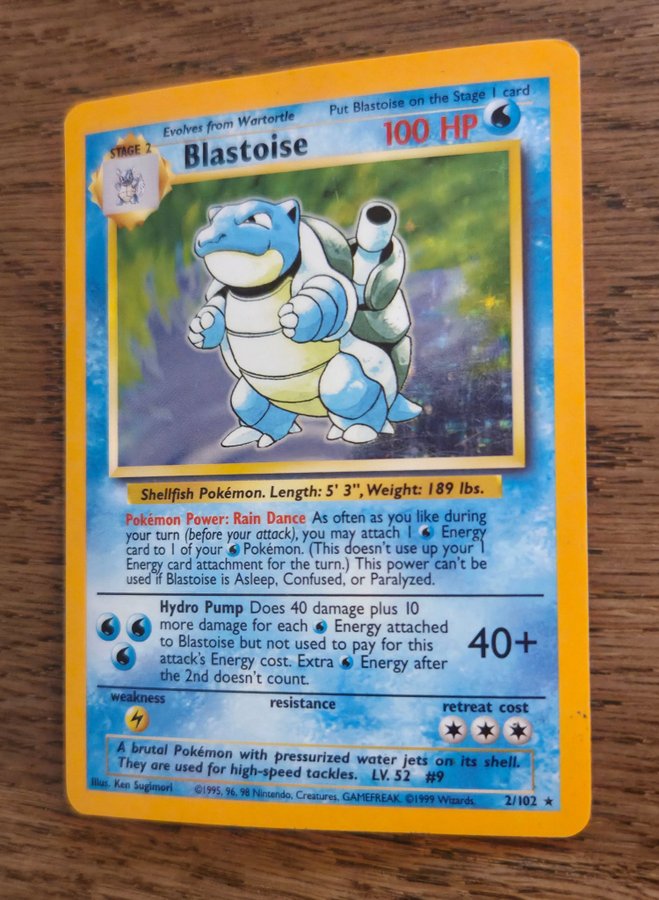 Evolves from Wartortle
Put Blastoise on the Stage 1 card
STAGE 2
Blastoise
100 HP
Shellfish Pokémon. Length: 5' 3", Weight: 189 lbs.
Pokémon Power: Rain Dance As often as you like during
your turn (before your attack), you may attach 1 Energy
card to 1 of your Pokémon. (This doesn't use up your 1
Energy card attachment for the turn.) This power can't be
used if Blastoise is Asleep, Confused, or Paralyzed.
Hydro Pump Does 40 damage plus 10
more damage for each Energy attached
to Blastoise but not used to pay for this
attack's Energy cost. Extra Energy after
the 2nd doesn't count.
40+
weakness
resistance
retreat cost
A brutal Pokémon with pressurized water jets on its shell.
They are used for high-speed tackles. LV. 52 #9
Illus. Ken Sugimori
©1995, 96, 98 Nintendo, Creatures, GAMEFREAK. ©1999 Wizards.
2/102 ★